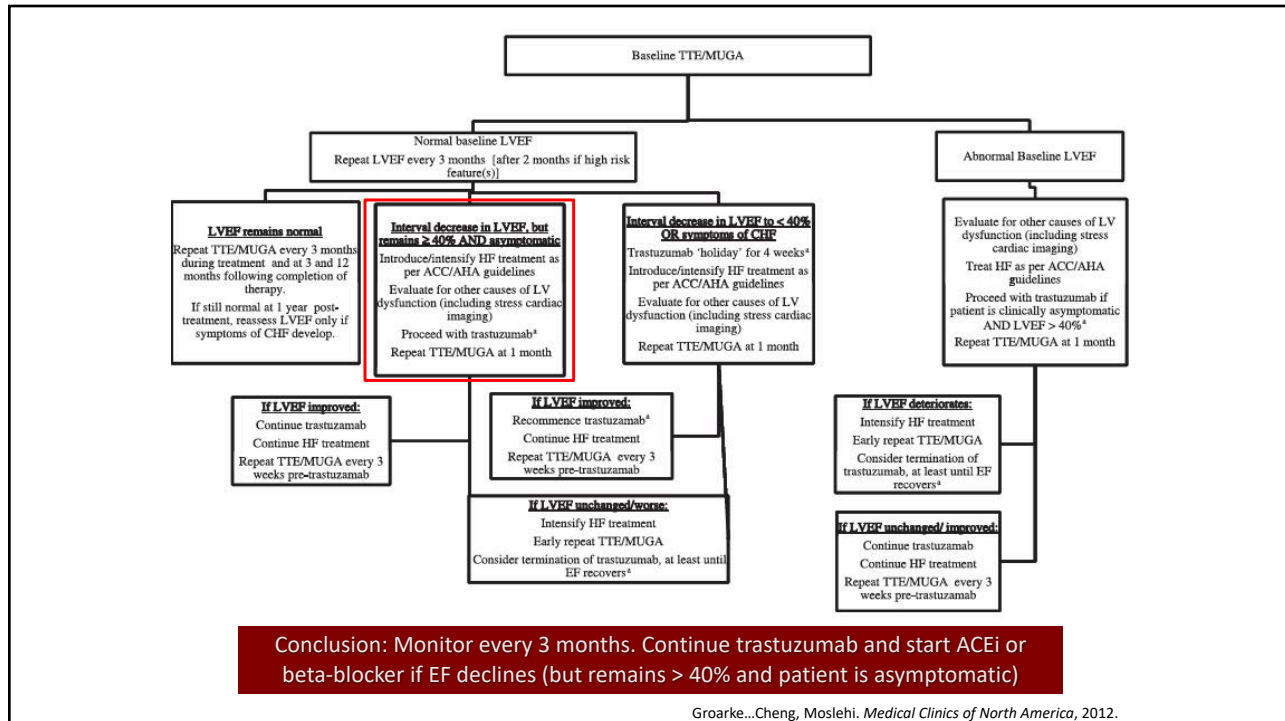 Baseline TTE/MUGA
Normal baseline LVEF
Repeat LVEF every 3 months [after 2 months if high risk
feature(s)]
Abnormal Baseline LVEF
LVEF remains normal
Repeat TTE/MUGA every 3 months
during treatment and at 3 and 12
months following completion of
therapy.
If still normal at 1 year post-
treatment, reassess LVEF only if
symptoms of CHF develop.
Interval decrease in LVEF, but
remains ≥ 40% AND asymptomatic
Introduce/intensify HF treatment as
per ACC/AHA guidelines
Evaluate for other causes of LV
dysfunction (including stress cardiac
imaging)
Proceed with trastuzumabª
Repeat TTE/MUGA at 1 month
Interval decrease in LVEF to < 40%
OR symptoms of CHF
Trastuzumab 'holiday' for 4 weeksª
Introduce/intensify HF treatment as
per ACC/AHA guidelines
Evaluate for other causes of LV
dysfunction (including stress cardiac
imaging)
Repeat TTE/MUGA at 1 month
Evaluate for other causes of LV
dysfunction (including stress
cardiac imaging)
Treat HF as per ACC/AHA
guidelines
Proceed with trastuzumab if
patient is clinically asymptomatic
AND LVEF > 40%ª
Repeat TTE/MUGA at 1 month
If LVEF improved:
Continue trastuzamab
Continue HF treatment
Repeat TTE/MUGA every 3
weeks pre-trastuzamab
If LVEF improved:
Recommence trastuzamabª
Continue HF treatment
Repeat TTE/MUGA every 3
weeks pre-trastuzamab
If LVEF deteriorates:
Intensify HF treatment
Early repeat TTE/MUGA
Consider termination of
trastuzumab, at least until EF
recoversª
If LVEF unchanged/worse:
Intensify HF treatment
Early repeat TTE/MUGA
Consider termination of trastuzumab, at least until
EF recoversª
If LVEF unchanged/ improved:
Continue trastuzamab
Continue HF treatment
Repeat TTE/MUGA every 3
weeks pre-trastuzamab
Conclusion: Monitor every 3 months. Continue trastuzumab and start ACEi or
beta-blocker if EF declines (but remains > 40% and patient is asymptomatic)
Groarke…Cheng, Moslehi. Medical Clinics of North America, 2012.